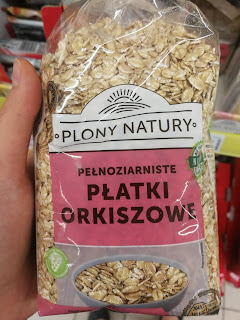 PLONY NATURY
PEŁNOZIARNISTE
PŁATKI
ORKISZOWE